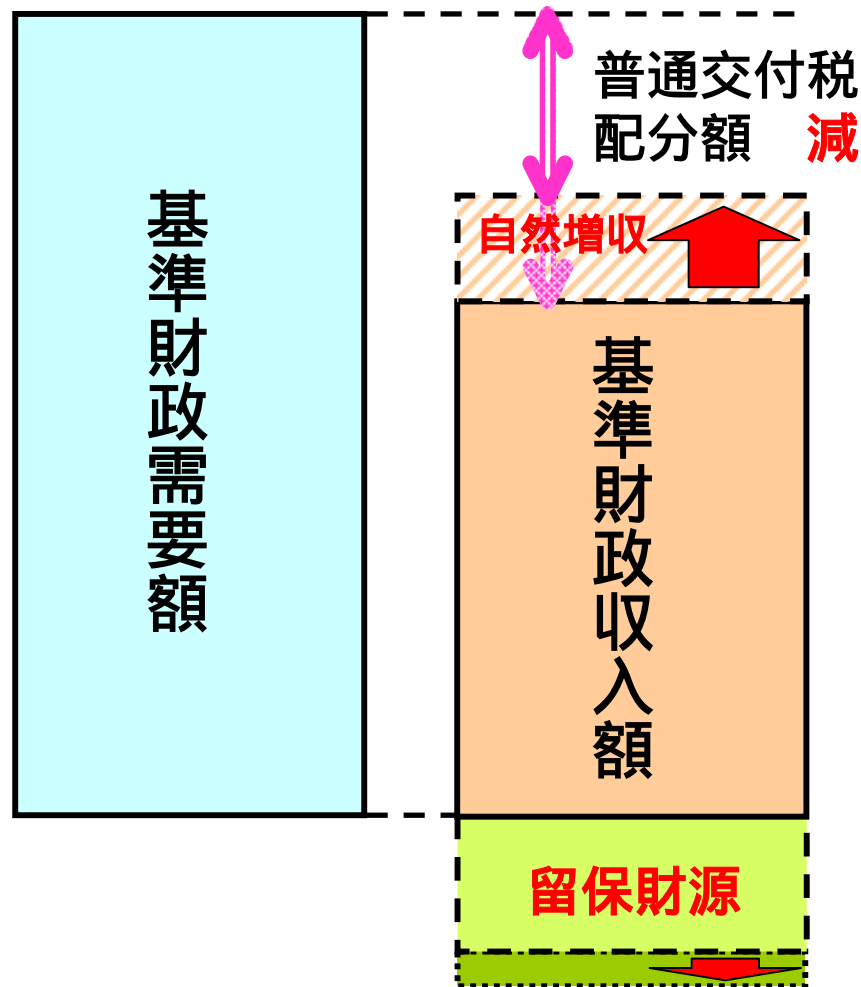 普通交付税
配分額 減
自然増収
基準財政需要額
基準財政収入額
留保財源